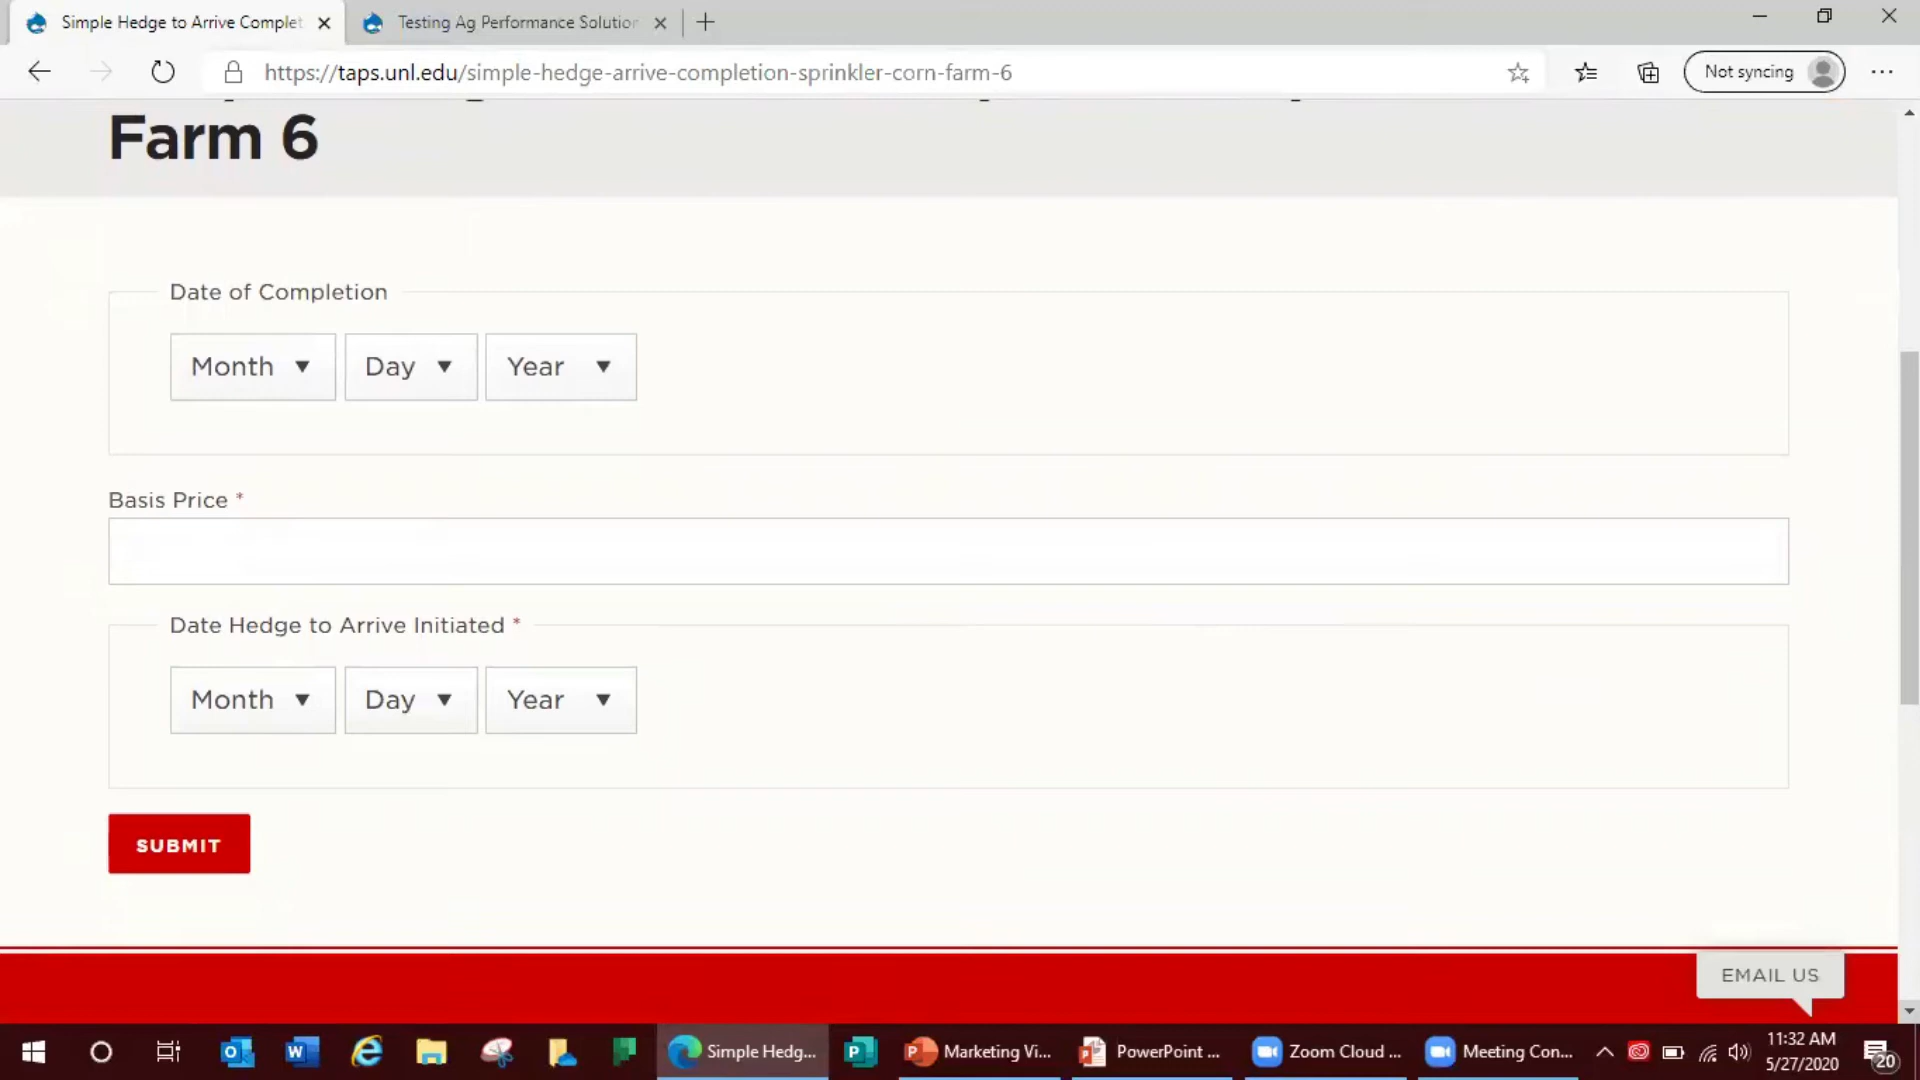 Simple Hedge to Arrive Complet
Testing Ag Performance Solution
https://taps.unl.edu/simple-hedge-arrive-completion-sprinkler-corn-farm-6
Not syncing
Farm 6
Date of Completion
Month Day Year
Basis Price *
Date Hedge to Arrive Initiated *
Month Day Year
SUBMIT
EMAIL US
Simple Hedg...
Marketing Vi...
PowerPoint ...
Zoom Cloud ...
Meeting Con...
11:32 AM
5/27/2020
20